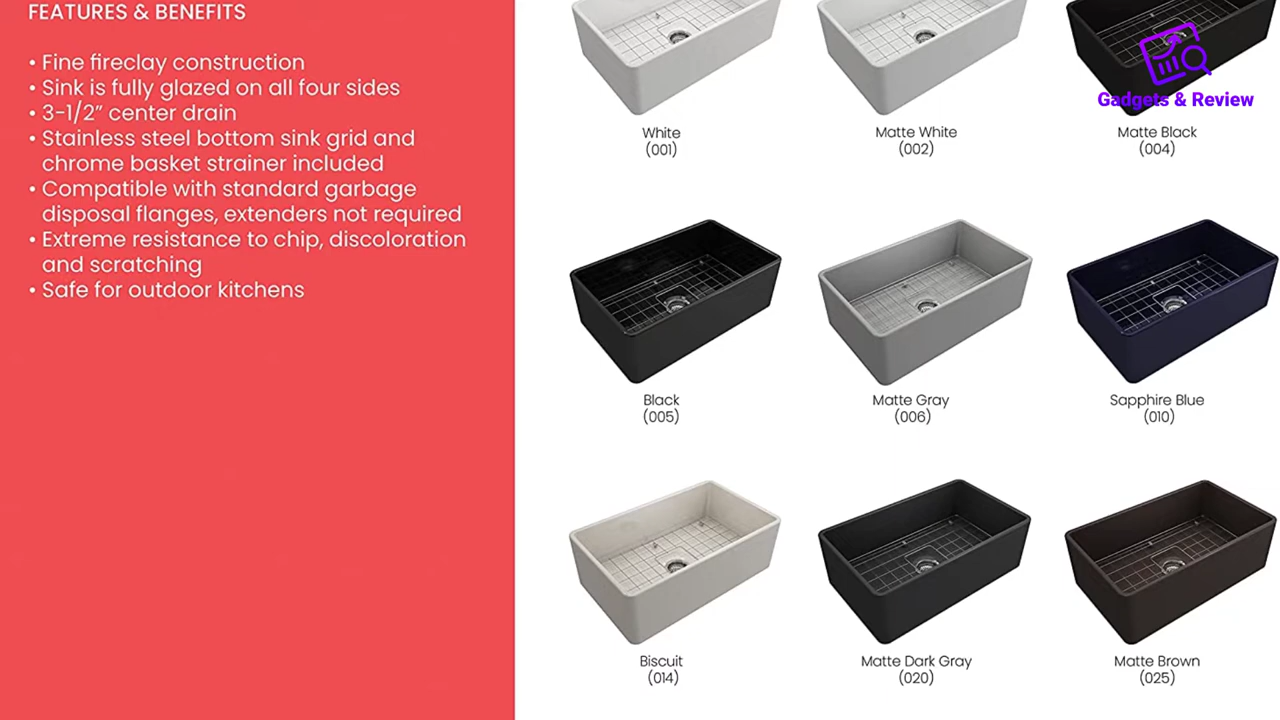 FEATURES & BENEFITS
• Fine fireclay construction
• Sink is fully glazed on all four sides
• 3-1/2” center drain
• Stainless steel bottom sink grid and
chrome basket strainer included
• Compatible with standard garbage
disposal flanges, extenders not required
• Extreme resistance to chip, discoloration
and scratching
• Safe for outdoor kitchens
Gadgets & Review
White
(001)
Matte White
(002)
Matte Black
(004)
Black
(005)
Matte Gray
(006)
Sapphire Blue
(010)
Biscuit
(014)
Matte Dark Gray
(020)
Matte Brown
(025)